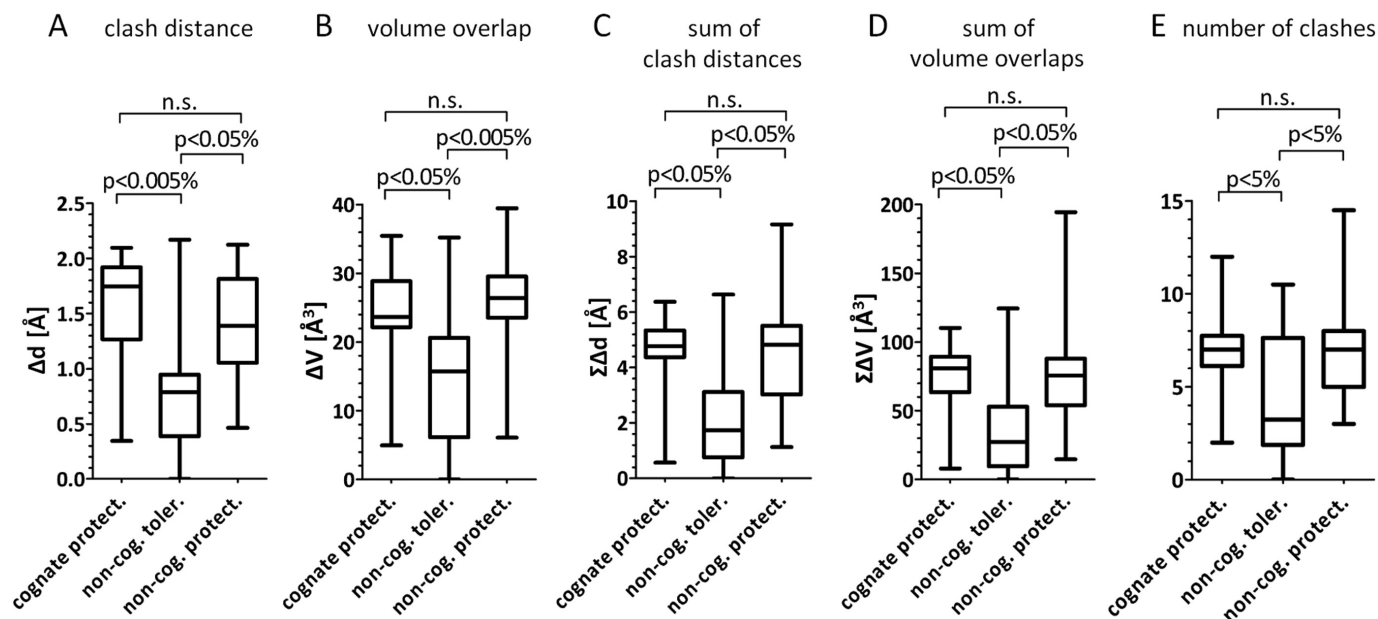 A clash distance
n.s.
p<0.05%
p<0.005%
2.5
2.0
1.5
1.0
0.5
0.0
Δd [Å]
cognate protect.
non-cog. toler.
non-cog. protect.
B volume overlap
n.s.
p<0.005%
p<0.05%
40
30
20
10
0
ΔV [Å³]
cognate protect.
non-cog. toler.
non-cog. protect.
C sum of
clash distances
n.s.
p<0.05%
p<0.05%
10
8
6
4
2
0
ΣΔd [Å]
cognate protect.
non-cog. toler.
non-cog. protect.
D sum of
volume overlaps
n.s.
p<0.05%
p<0.05%
200
150
100
50
0
ΣΔV [Å³]
cognate protect.
non-cog. toler.
non-cog. protect.
E number of clashes
n.s.
p<5%
p<5%
15
10
5
0
cognate protect.
non-cog. toler.
non-cog. protect.